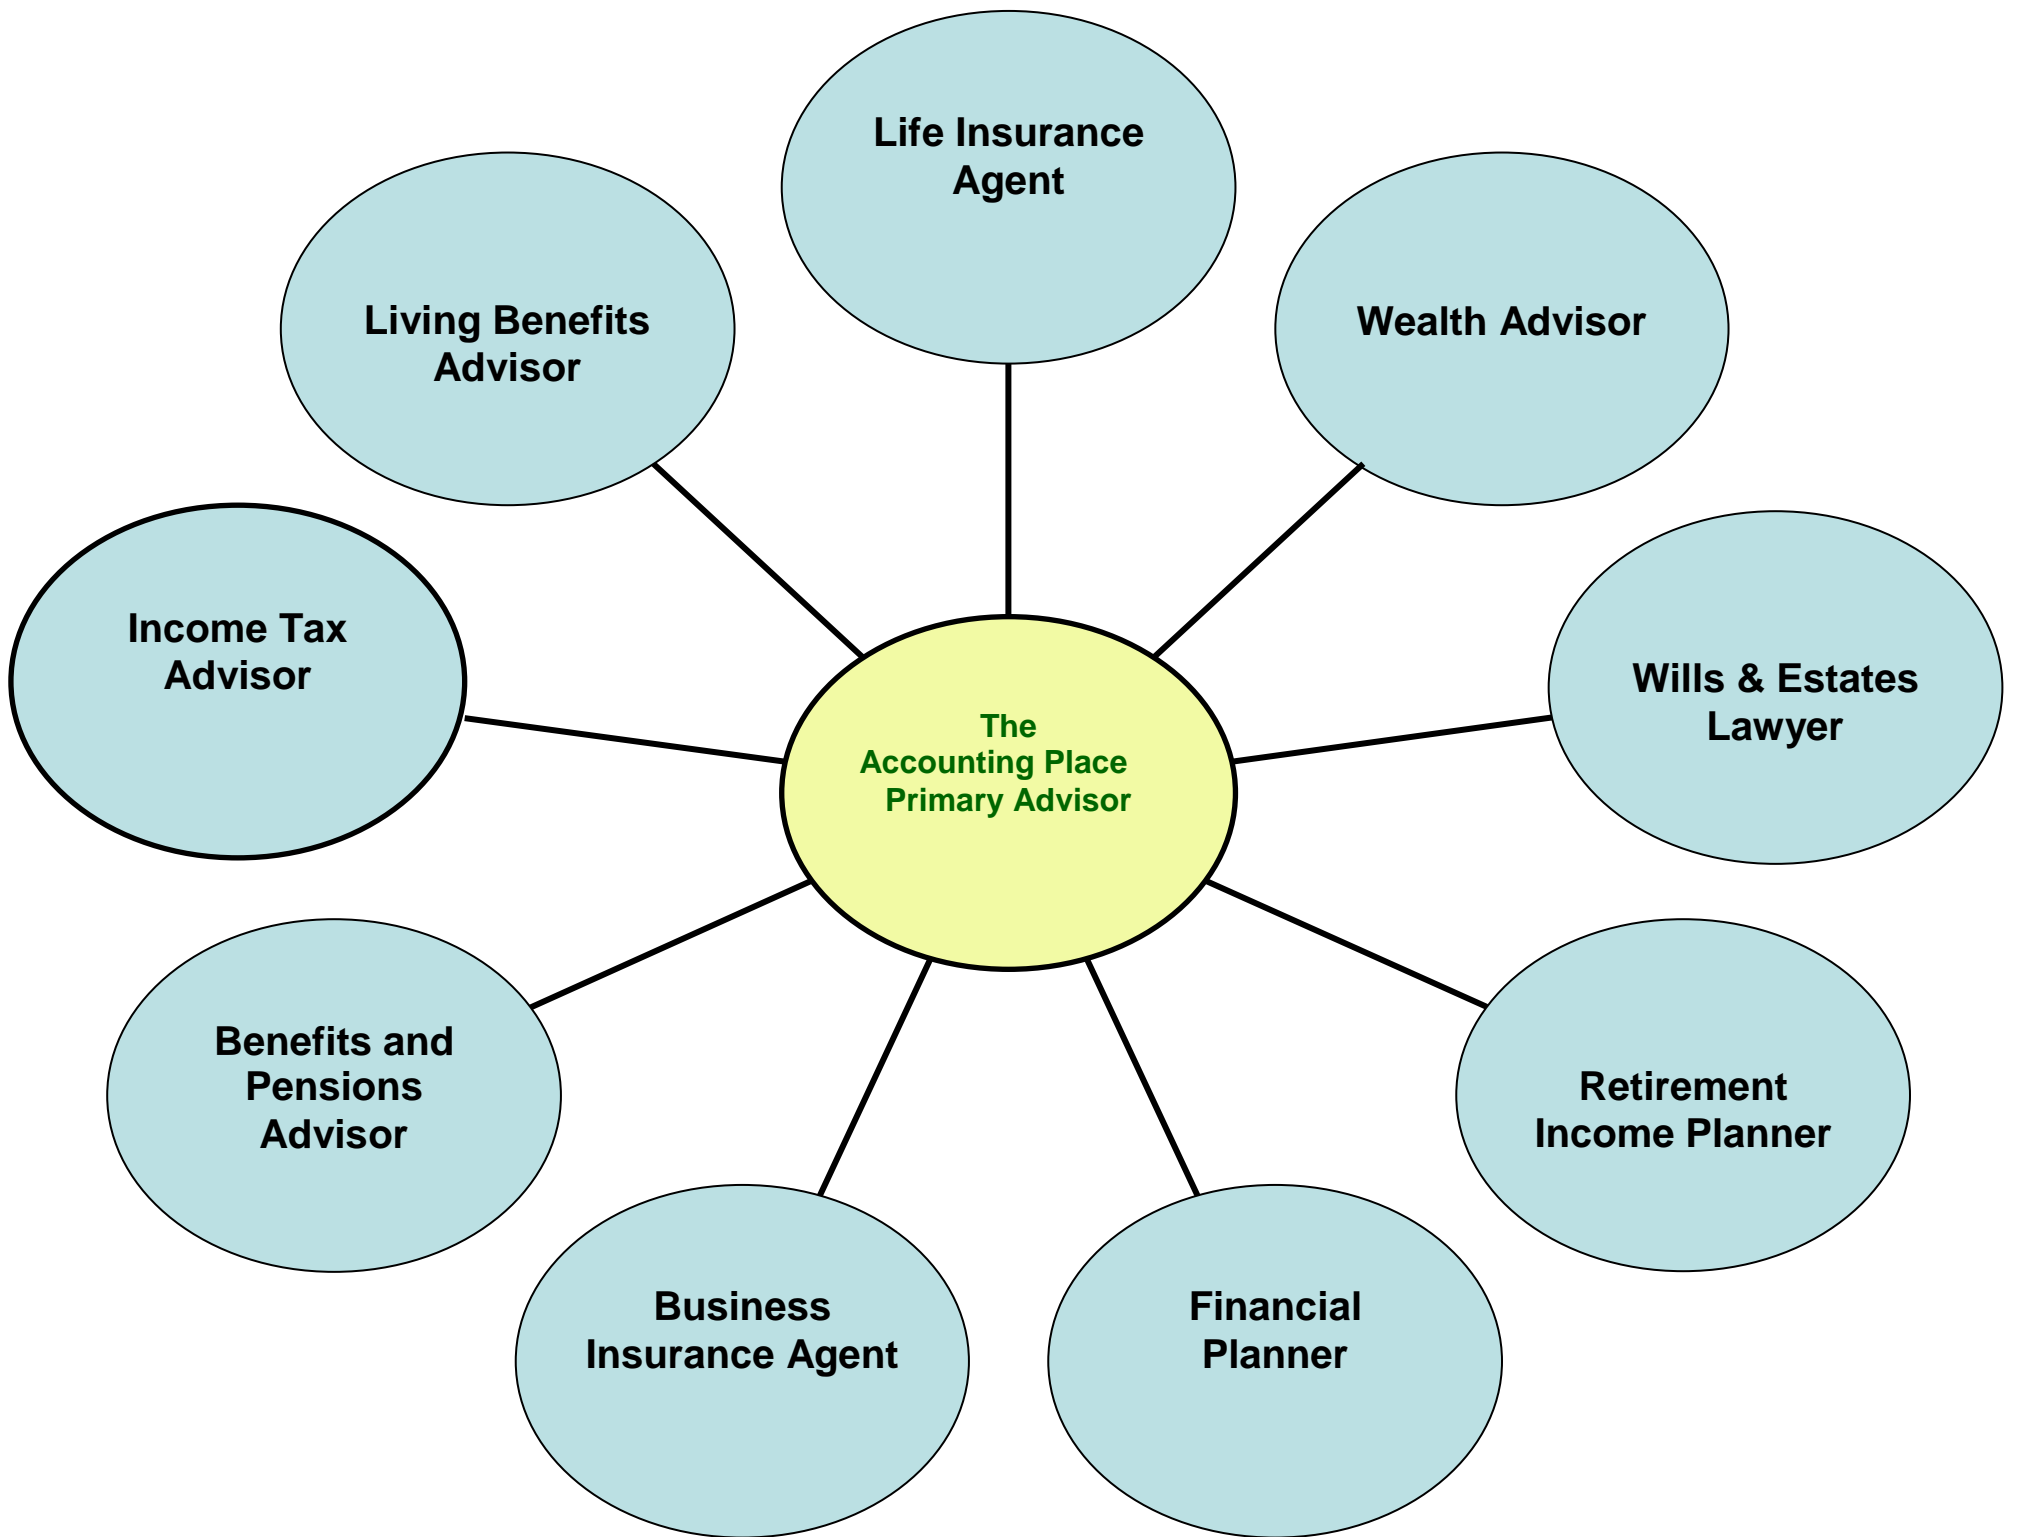 Life Insurance
Agent
Living Benefits
Advisor
Wealth Advisor
Income Tax
Advisor
Wills & Estates
Lawyer
The
Accounting Place
Primary Advisor
Benefits and
Pensions
Advisor
Retirement
Income Planner
Business
Insurance Agent
Financial
Planner